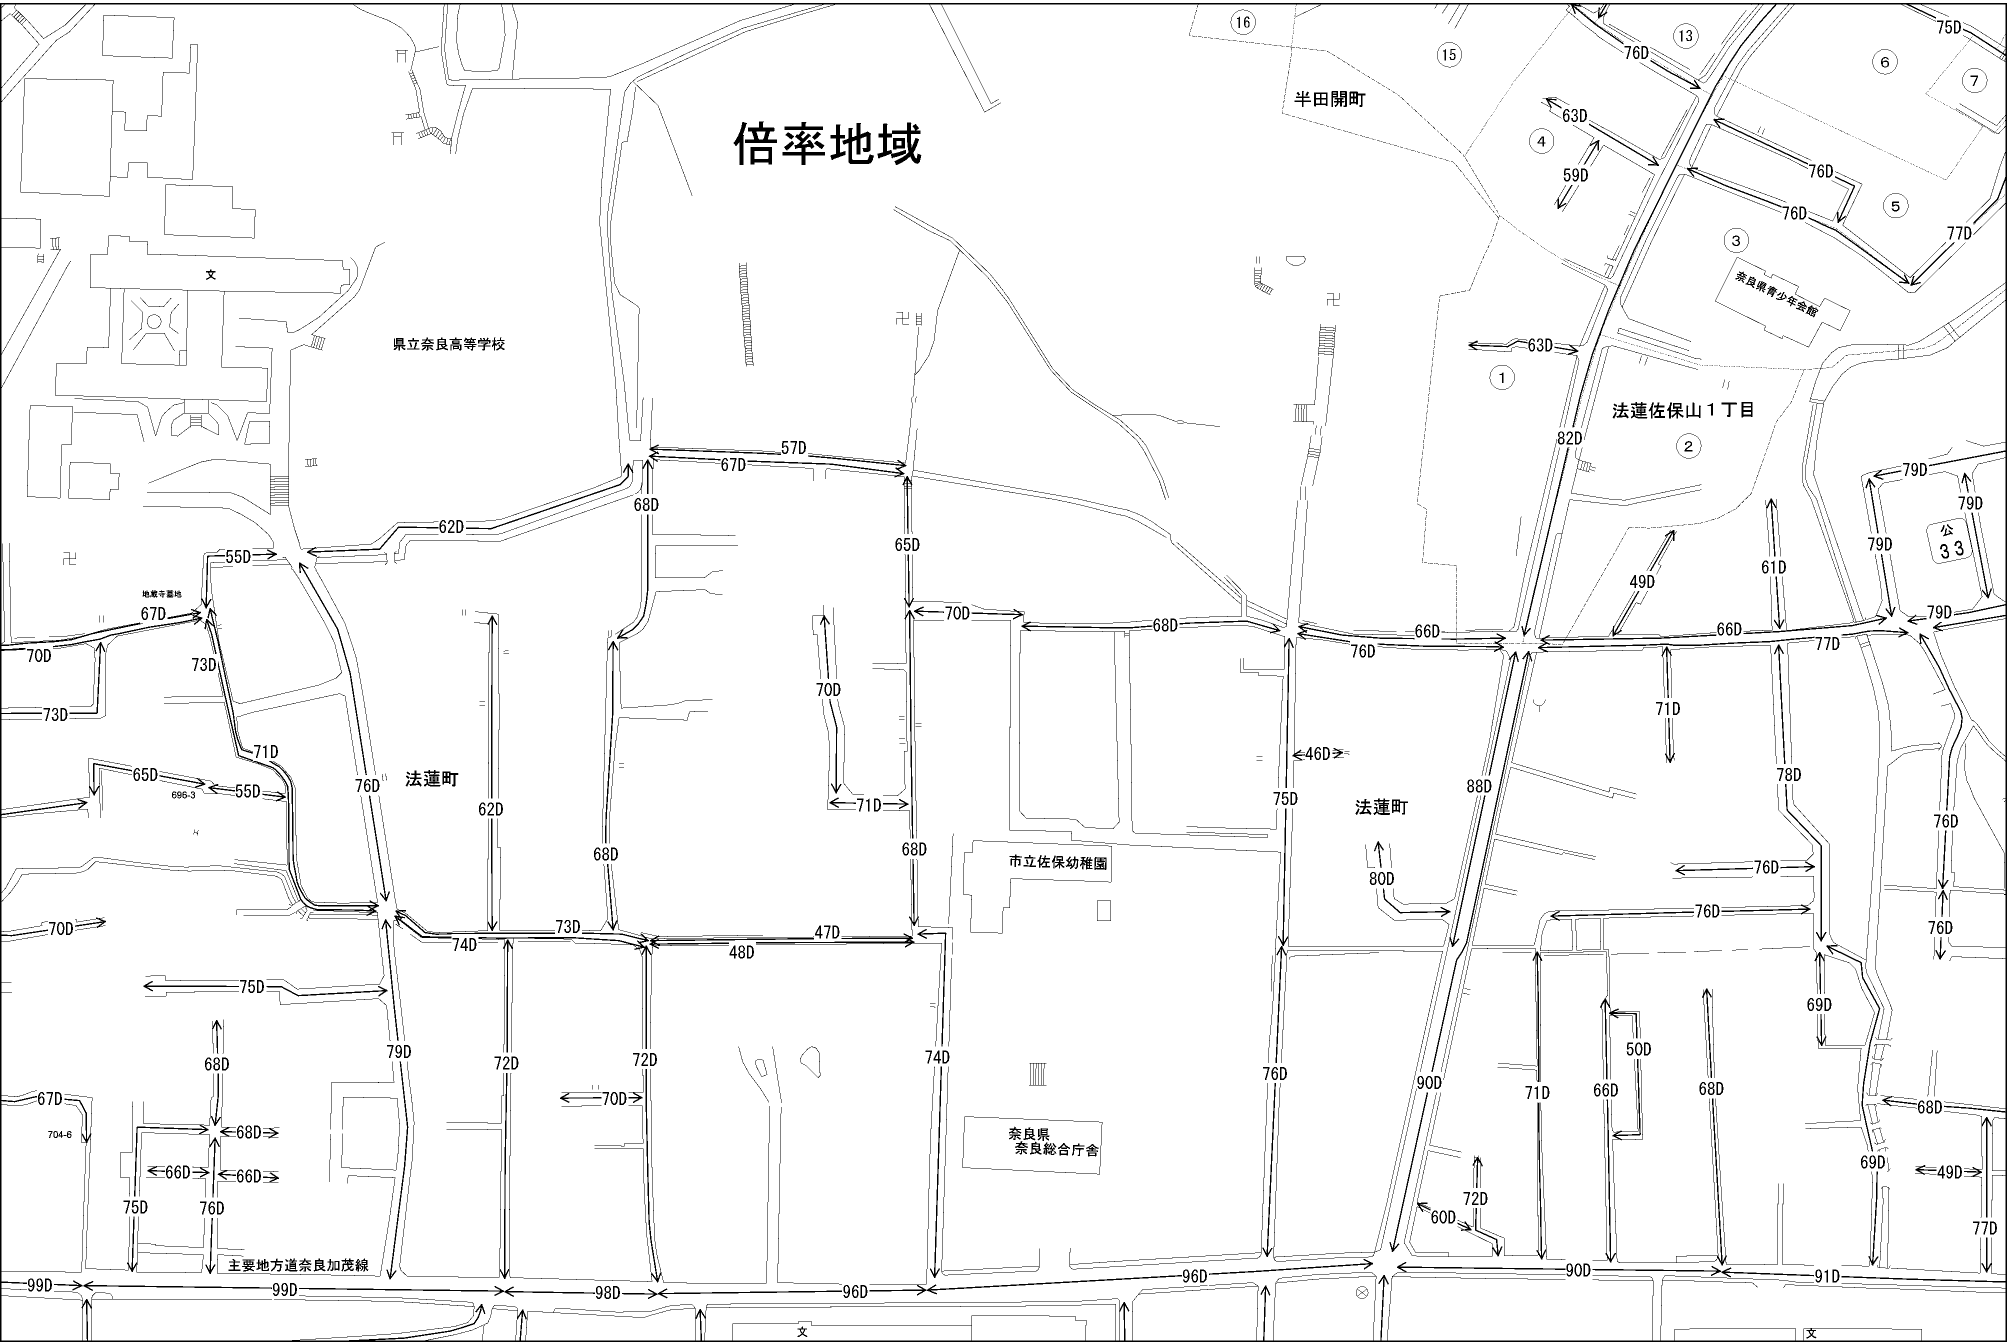 16
15
13
75D
6
7
76D
半田開町
倍率地域
63D
4
59D
76D
76D
5
77D
3
奈良県青少年会館
文
県立奈良高等学校
63D
1
法蓮佐保山1丁目
82D
2
57D
67D
79D
68D
79D
62D
55D
65D
79D
公
33
61D
49D
地蔵寺墓地
67D
70D
68D
66D
66D
79D
70D
73D
76D
77D
70D
73D
71D
71D
65D
55D
696-3
76D
法蓮町
62D
71D
46D
75D
法蓮町
88D
78D
76D
68D
68D
市立佐保幼稚園
80D
76D
70D
74D
73D
47D
48D
76D
76D
75D
69D
79D
72D
72D
74D
76D
90D
71D
66D
50D
68D
68D
67D
70D
68D
704-6
68D
奈良県
奈良総合庁舎
66D
66D
69D
49D
75D
76D
72D
60D
77D
主要地方道奈良加茂線
99D
99D
98D
96D
96D
90D
91D
文
文